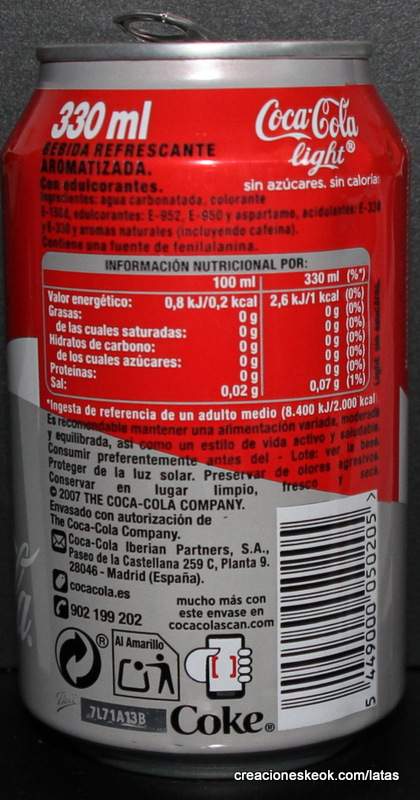 330 ml
Coca-Cola
light®
BEBIDA REFRESCANTE
AROMATIZADA.
Con edulcorantes.
sin azúcares. sin calorías
Ingredientes: agua carbonatada, colorante
E-150d, edulcorantes: E-952, E-950 y aspartamo, acidulantes: E-338
y E-330 y aromas naturales (incluyendo cafeína).
Contiene una fuente de fenilalanina.
INFORMACIÓN NUTRICIONAL POR:
100 ml 330 ml (%*)
Valor energético: 0,8 kJ/0,2 kcal 2,6 kJ/1 kcal (0%)
Grasas: 0 g 0 g (0%)
de las cuales saturadas: 0 g 0 g (0%)
Hidratos de carbono: 0 g 0 g (0%)
de los cuales azúcares: 0 g 0 g (0%)
Proteínas: 0 g 0 g (0%)
Sal: 0,02 g 0,07 g (1%)
*Ingesta de referencia de un adulto medio (8.400 kJ/2.000 kcal)
Es recomendable mantener una alimentación variada, moderada
y equilibrada, así como un estilo de vida activo y saludable.
Consumir preferentemente antes del - Lote: ver la base.
Proteger de la luz solar. Preservar de olores agresivos.
Conservar en lugar limpio, fresco y seco.
© 2007 THE COCA-COLA COMPANY.
Envasado con autorización de
The Coca-Cola Company.
Coca-Cola Iberian Partners, S.A.,
Paseo de la Castellana 259 C, Planta 9.
28046 - Madrid (España).
cocacola.es
902 199 202
mucho más con
este envase en
cocacolascan.com
®
Al Amarillo
7L71A13B
Coke®
5 449000 050205 >
creacioneskeok.com/latas